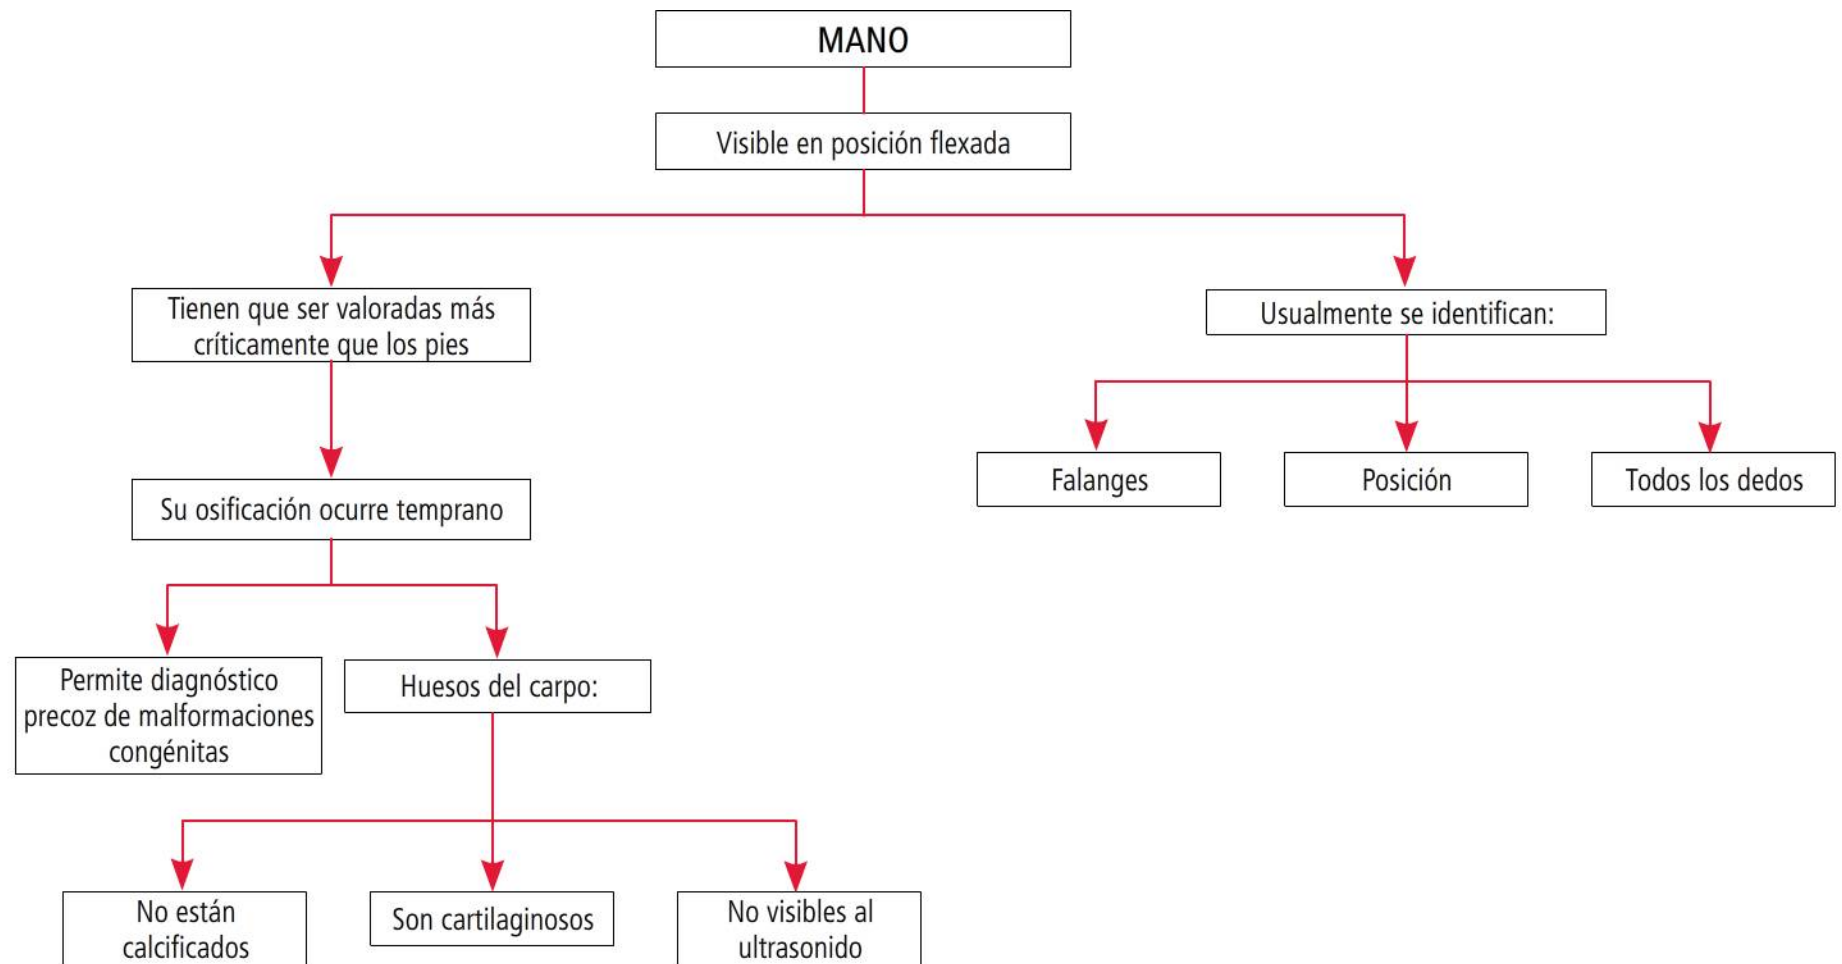 MANO
Visible en posición flexada
Tienen que ser valoradas más
críticamente que los pies
Usualmente se identifican:
Falanges
Posición
Todos los dedos
Su osificación ocurre temprano
Permite diagnóstico
precoz de malformaciones
congénitas
Huesos del carpo:
No están
calcificados
Son cartilaginosos
No visibles al
ultrasonido